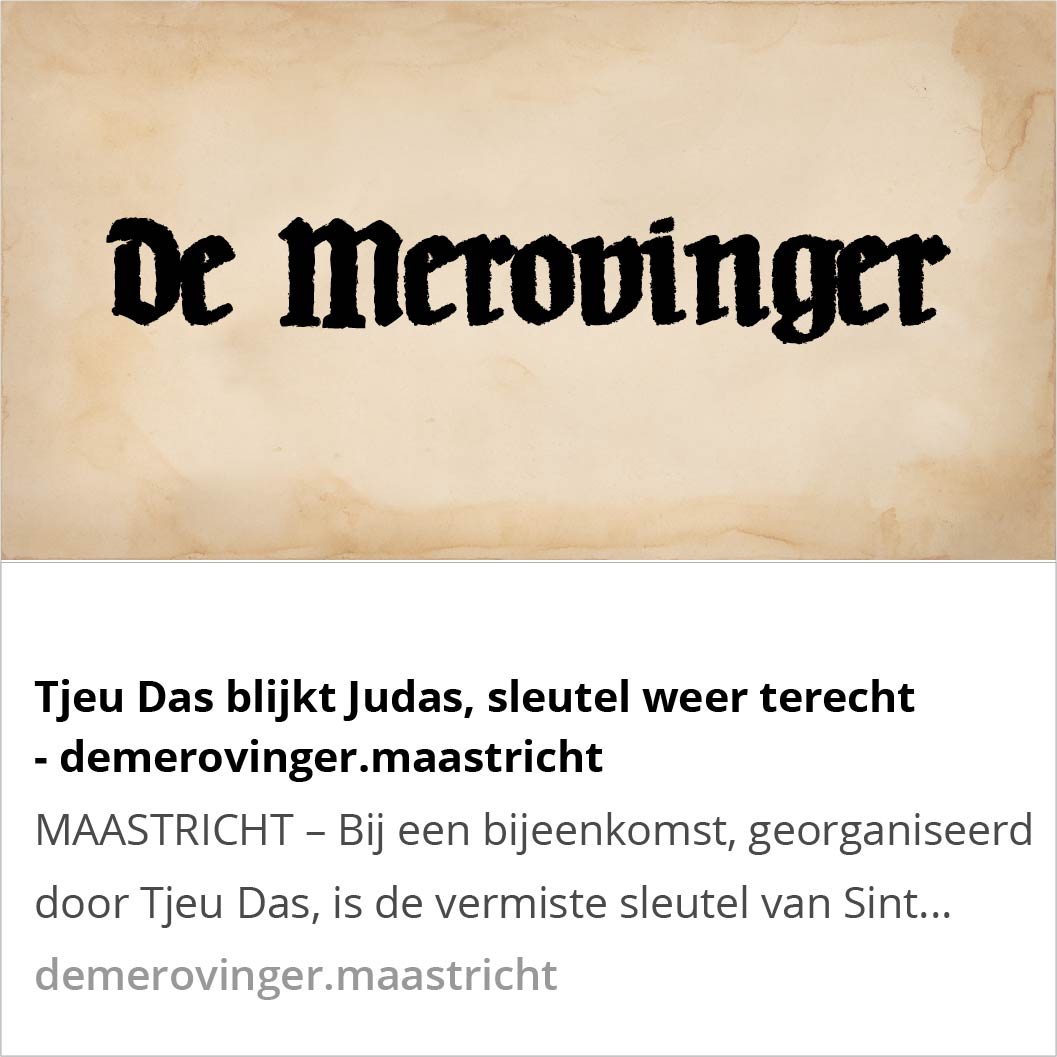 De Merovinger
Tjeu Das blijkt Judas, sleutel weer terecht
- demerovinger.maastricht
MAASTRICHT – Bij een bijeenkomst, georganiseerd
door Tjeu Das, is de vermiste sleutel van Sint...
demerovinger.maastricht